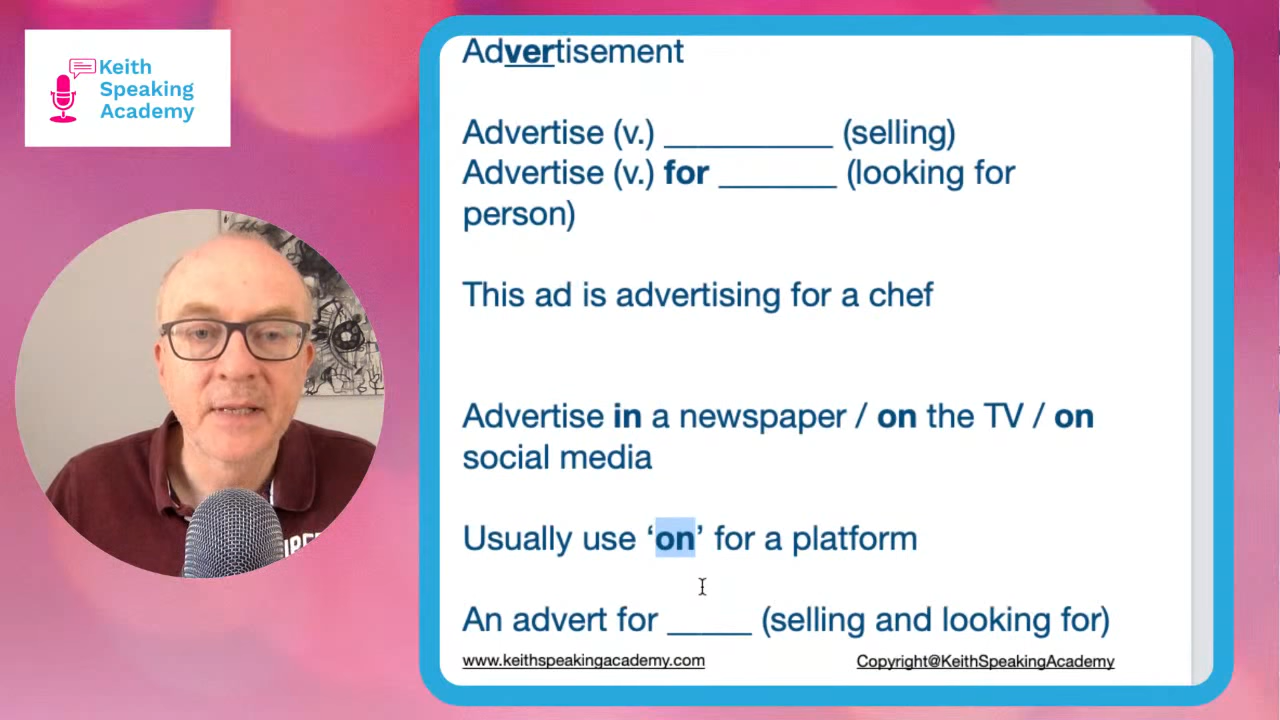 Keith
Speaking
Academy
Advertisement
Advertise (v.) __________ (selling)
Advertise (v.) for _______ (looking for
person)
This ad is advertising for a chef
Advertise in a newspaper / on the TV / on
social media
Usually use ‘on’ for a platform
An advert for _____ (selling and looking for)
www.keithspeakingacademy.com
Copyright@KeithSpeakingAcademy